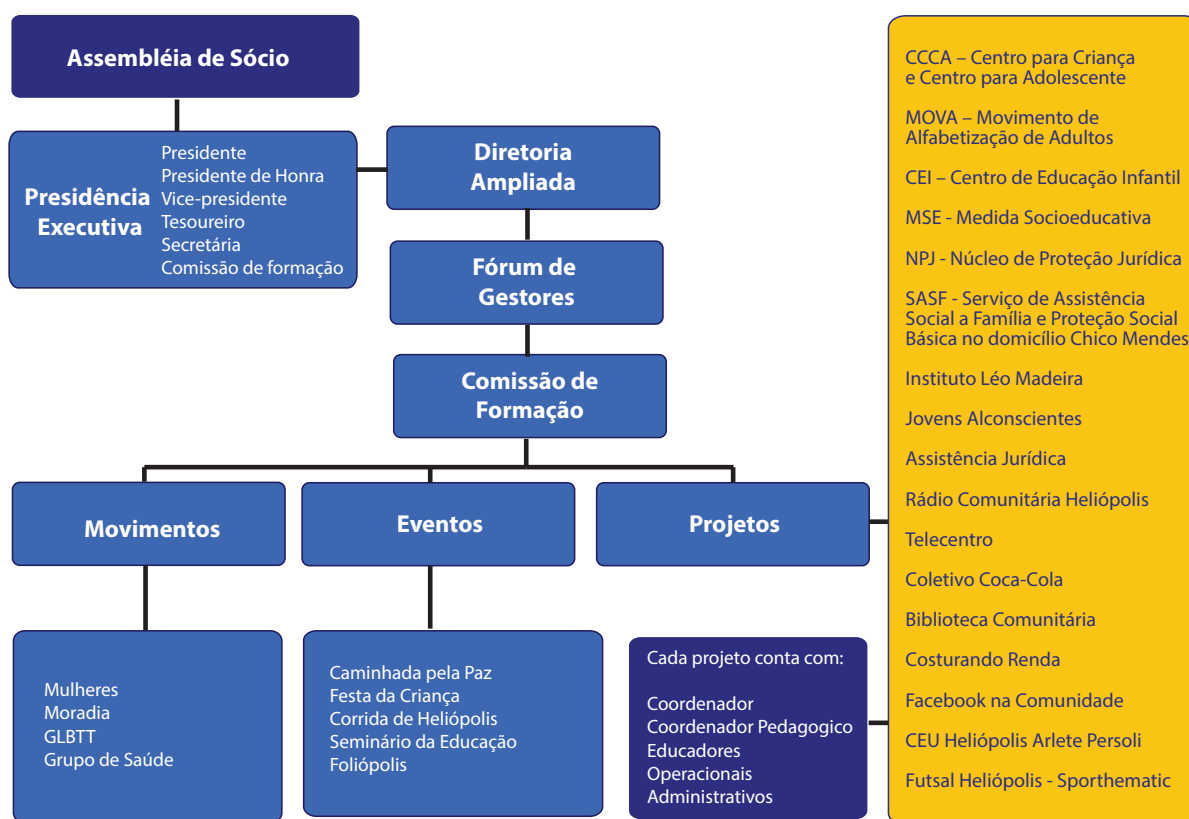 Assembléia de Sócio
Presidência
Executiva
Presidente
Presidente de Honra
Vice-presidente
Tesoureiro
Secretária
Comissão de formação
Diretoria
Ampliada
Fórum de
Gestores
Comissão de
Formação
Movimentos
Eventos
Projetos
Mulheres
Moradia
GLBTT
Grupo de Saúde
Caminhada pela Paz
Festa da Criança
Corrida de Heliópolis
Seminário da Educação
Foliópolis
Cada projeto conta com:
Coordenador
Coordenador Pedagogico
Educadores
Operacionais
Administrativos
CCCA – Centro para Criança
e Centro para Adolescente
MOVA – Movimento de
Alfabetização de Adultos
CEI – Centro de Educação Infantil
MSE - Medida Socioeducativa
NPJ - Núcleo de Proteção Jurídica
SASF - Serviço de Assistência
Social a Família e Proteção Social
Básica no domicílio Chico Mendes
Instituto Léo Madeira
Jovens Alconscientes
Assistência Jurídica
Rádio Comunitária Heliópolis
Telecentro
Coletivo Coca-Cola
Biblioteca Comunitária
Costurando Renda
Facebook na Comunidade
CEU Heliópolis Arlete Persoli
Futsal Heliópolis - Sporthematic